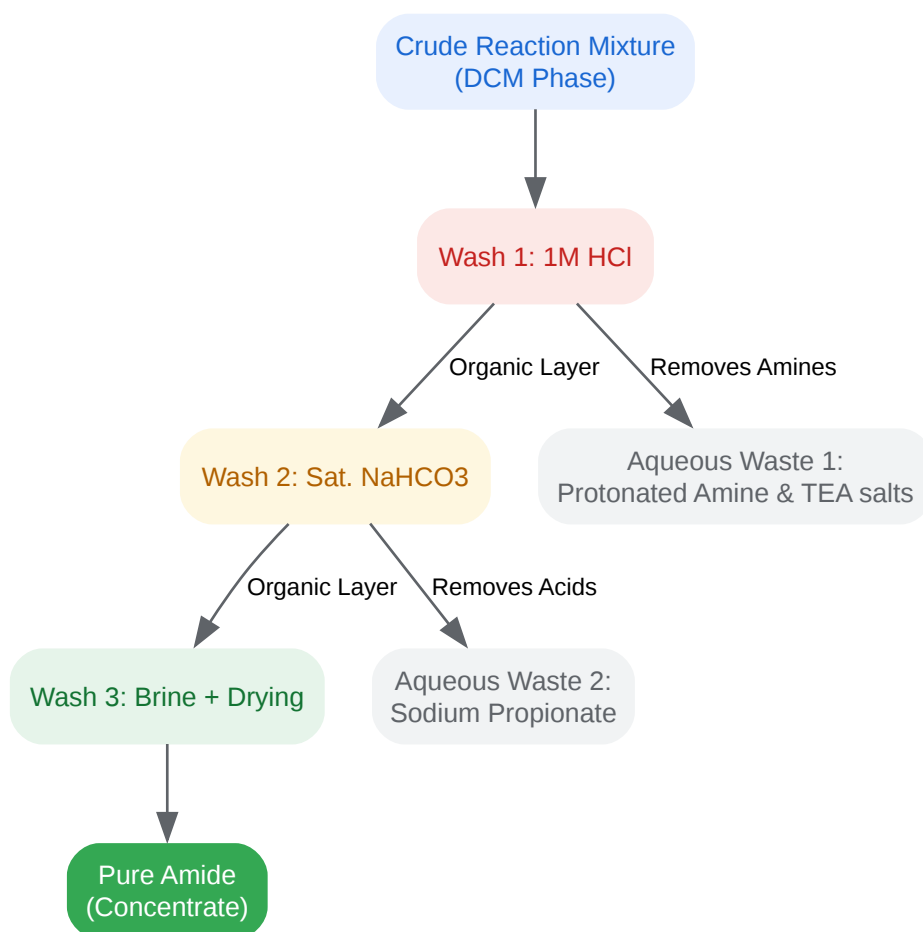 Crude Reaction Mixture
(DCM Phase)
Wash 1: 1M HCl
Organic Layer
Removes Amines
Wash 2: Sat. NaHCO3
Aqueous Waste 1:
Protonated Amine & TEA salts
Organic Layer
Removes Acids
Wash 3: Brine + Drying
Aqueous Waste 2:
Sodium Propionate
Pure Amide
(Concentrate)